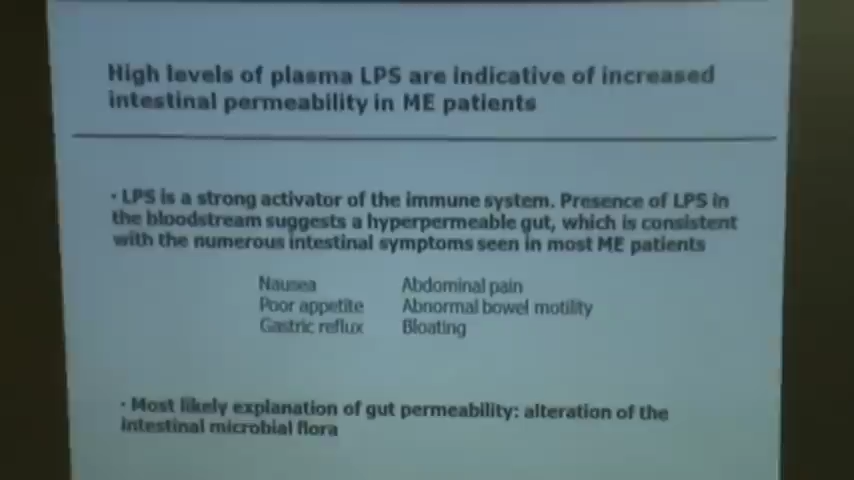 High levels of plasma LPS are indicative of increased
intestinal permeability in ME patients
· LPS is a strong activator of the immune system. Presence of LPS in
the bloodstream suggests a hyperpermeable gut, which is consistent
with the numerous intestinal symptoms seen in most ME patients
Nausea Abdominal pain
Poor appetite Abnormal bowel motility
Gastric reflux Bloating
· Most likely explanation of gut permeability: alteration of the
intestinal microbial flora